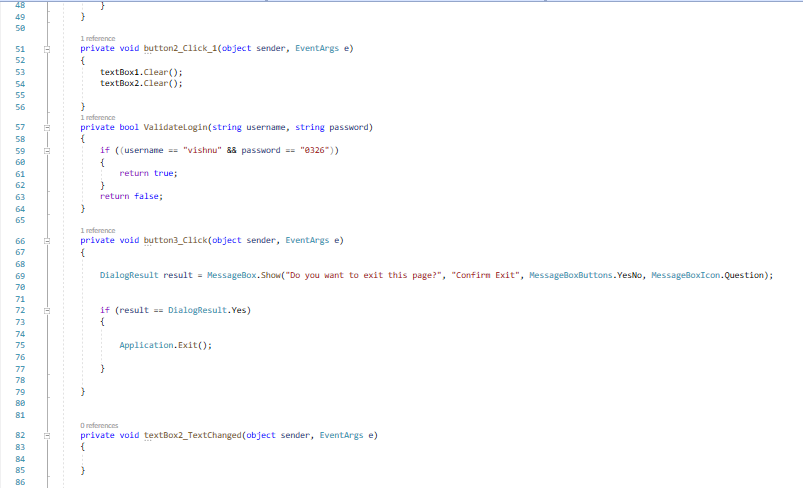 48 }
49 }
50
1 reference
51 private void button2_Click_1(object sender, EventArgs e)
52 {
53 textBox1.Clear();
54 textBox2.Clear();
55
56 }
1 reference
57 private bool ValidateLogin(string username, string password)
58 {
59 if ((username == "vishnu" && password == "0326"))
60 {
61 return true;
62 }
63 return false;
64 }
65
1 reference
66 private void button3_Click(object sender, EventArgs e)
67 {
68
69 DialogResult result = MessageBox.Show("Do you want to exit this page?", "Confirm Exit", MessageBoxButtons.YesNo, MessageBoxIcon.Question);
70
71
72 if (result == DialogResult.Yes)
73 {
74
75 Application.Exit();
76
77 }
78
79 }
80
81
0 references
82 private void textBox2_TextChanged(object sender, EventArgs e)
83 {
84
85 }
86